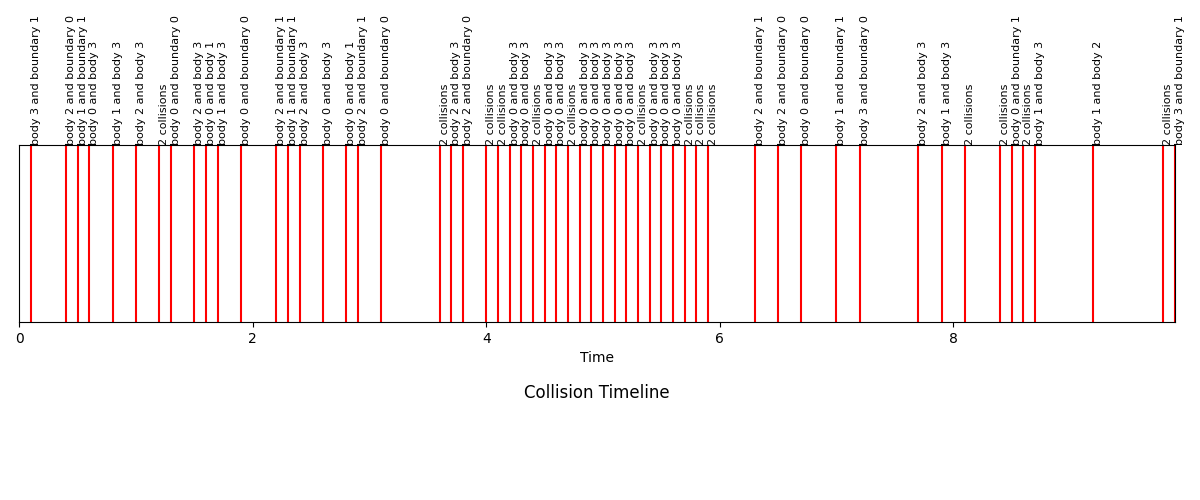 body 3 and boundary 1
body 2 and boundary 0
body 1 and boundary 1
body 0 and body 3
body 1 and body 3
body 2 and body 3
2 collisions
body 0 and boundary 0
body 2 and body 3
body 0 and body 1
body 1 and body 3
body 0 and boundary 0
body 2 and boundary 1
body 1 and boundary 1
body 2 and body 3
body 0 and body 3
body 0 and body 1
body 2 and boundary 1
body 0 and boundary 0
2 collisions
body 2 and body 3
body 2 and boundary 0
2 collisions
2 collisions
body 0 and body 3
body 0 and body 3
2 collisions
body 0 and body 3
body 0 and body 3
2 collisions
body 0 and body 3
body 0 and body 3
body 0 and body 3
body 0 and body 3
body 0 and body 3
2 collisions
body 0 and body 3
body 0 and body 3
body 0 and body 3
2 collisions
2 collisions
2 collisions
body 2 and boundary 1
body 2 and boundary 0
body 0 and boundary 0
body 1 and boundary 1
body 3 and boundary 0
body 2 and body 3
body 1 and body 3
2 collisions
2 collisions
body 0 and boundary 1
2 collisions
body 1 and body 3
body 1 and body 2
2 collisions
body 3 and boundary 1
0 2 4 6 8
Time
Collision Timeline